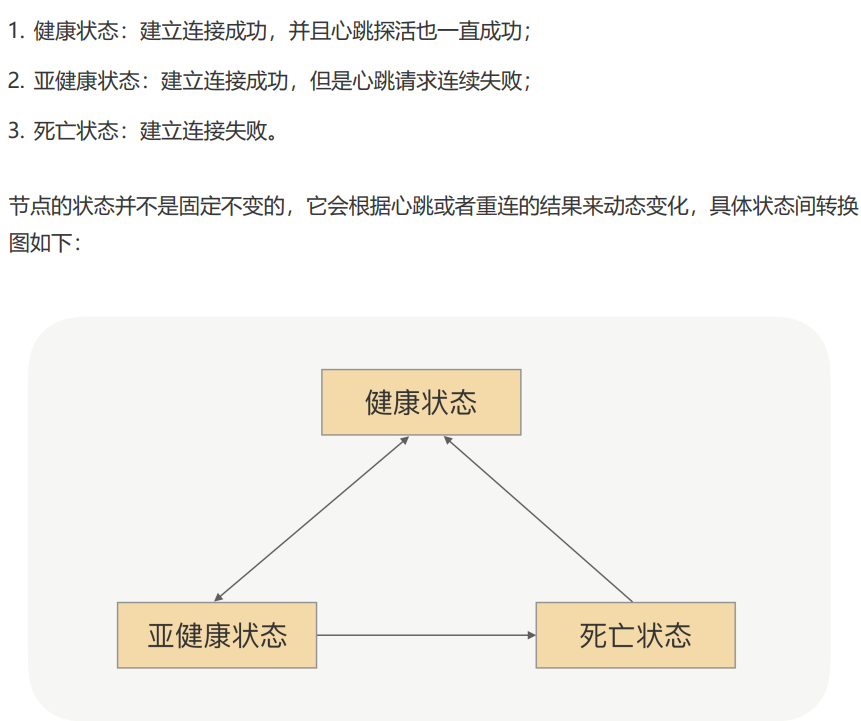 1. 健康状态：建立连接成功，并且心跳探活也一直成功；
2. 亚健康状态：建立连接成功，但是心跳请求连续失败；
3. 死亡状态：建立连接失败。
节点的状态并不是固定不变的，它会根据心跳或者重连的结果来动态变化，具体状态间转换
图如下：
健康状态
亚健康状态
死亡状态